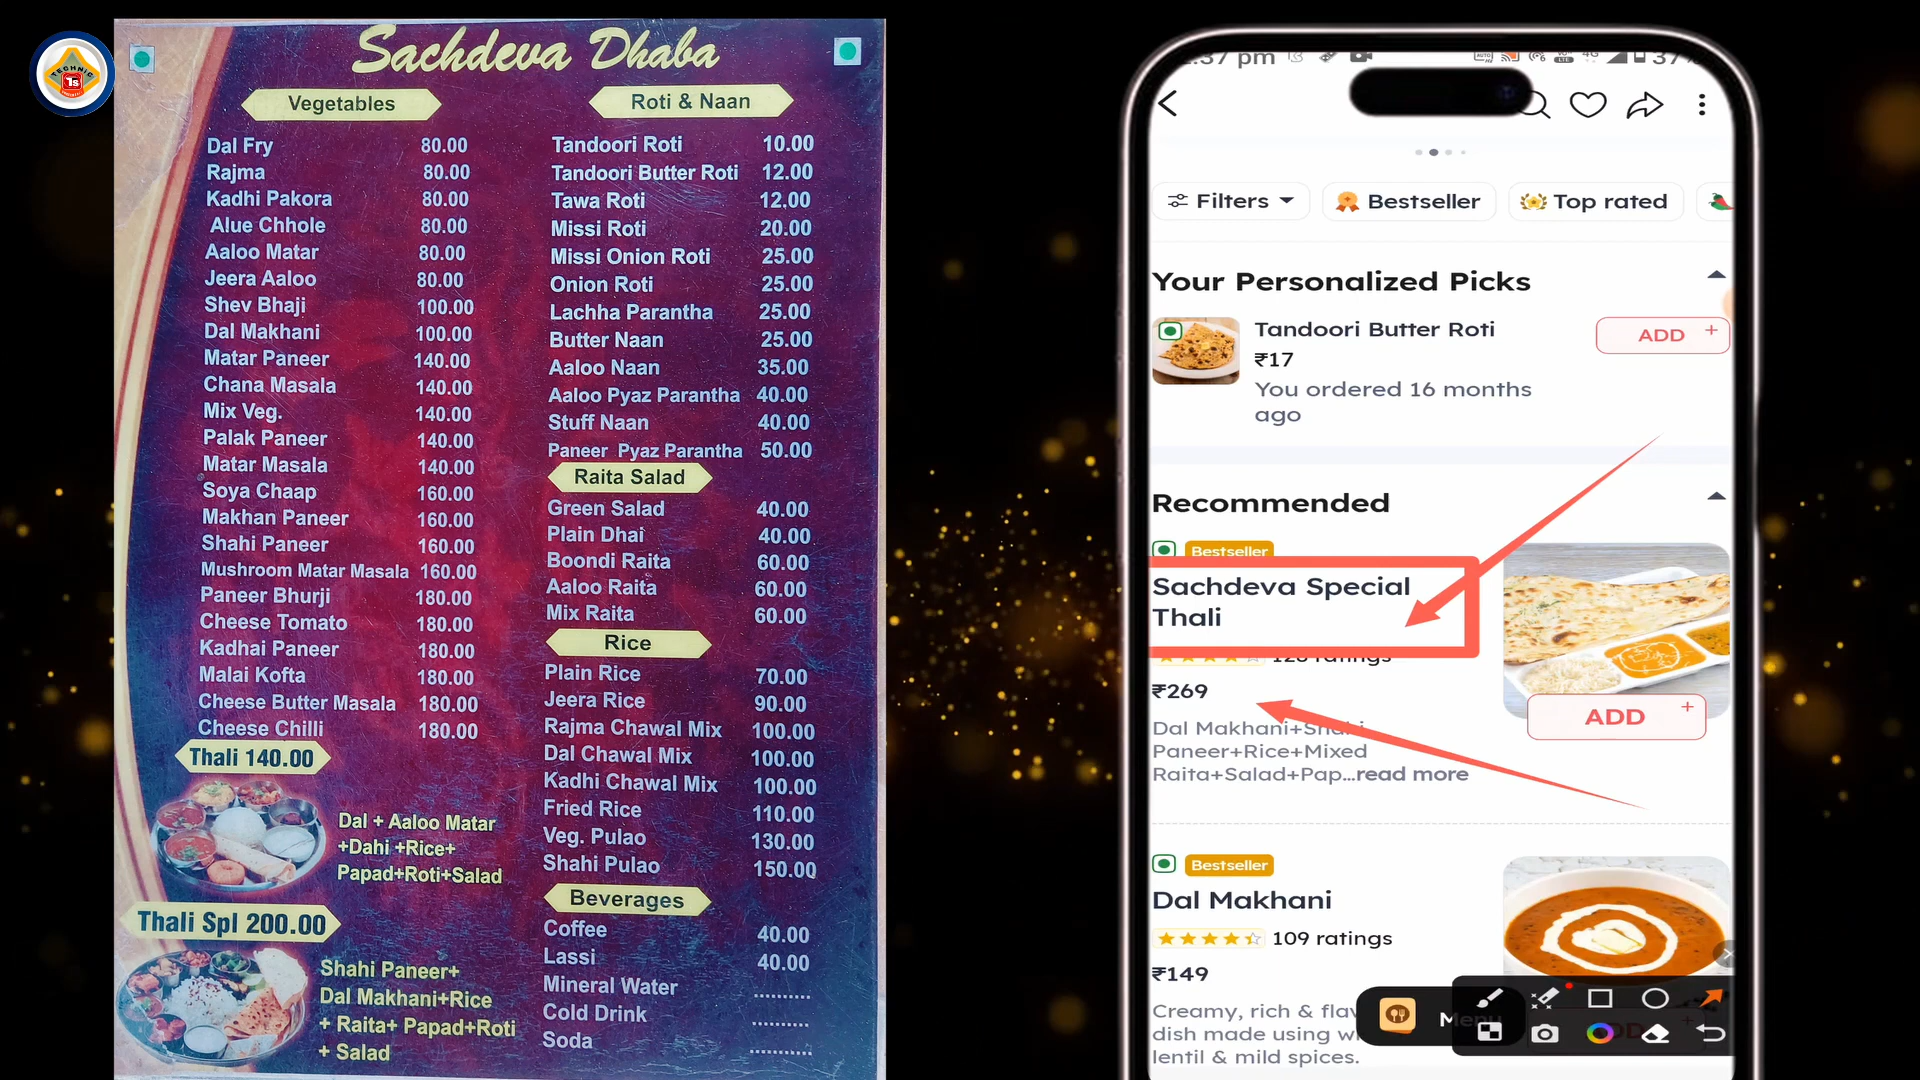 TECHNIC
Ts
Sachdeva Dhaba
Vegetables
Dal Fry 80.00
Rajma 80.00
Kadhi Pakora 80.00
Alue Chhole 80.00
Aaloo Matar 80.00
Jeera Aaloo 80.00
Shev Bhaji 100.00
Dal Makhani 100.00
Matar Paneer 140.00
Chana Masala 140.00
Mix Veg. 140.00
Palak Paneer 140.00
Matar Masala 140.00
Soya Chaap 160.00
Makhan Paneer 160.00
Shahi Paneer 160.00
Mushroom Matar Masala 160.00
Paneer Bhurji 180.00
Cheese Tomato 180.00
Kadhai Paneer 180.00
Malai Kofta 180.00
Cheese Butter Masala 180.00
Cheese Chilli 180.00
Thali 140.00
Dal + Aaloo Matar
+Dahi +Rice+
Papad+Roti+Salad
Thali Spl 200.00
Shahi Paneer+
Dal Makhani+Rice
+ Raita+ Papad+Roti
+ Salad
Roti & Naan
Tandoori Roti 10.00
Tandoori Butter Roti 12.00
Tawa Roti 12.00
Missi Roti 20.00
Missi Onion Roti 25.00
Onion Roti 25.00
Lachha Parantha 25.00
Butter Naan 25.00
Aaloo Naan 35.00
Aaloo Pyaz Parantha 40.00
Stuff Naan 40.00
Paneer Pyaz Parantha 50.00
Raita Salad
Green Salad 40.00
Plain Dhai 40.00
Boondi Raita 60.00
Aaloo Raita 60.00
Mix Raita 60.00
Rice
Plain Rice 70.00
Jeera Rice 90.00
Rajma Chawal Mix 100.00
Dal Chawal Mix 100.00
Kadhi Chawal Mix 100.00
Fried Rice 110.00
Veg. Pulao 130.00
Shahi Pulao 150.00
Beverages
Coffee 40.00
Lassi 40.00
Mineral Water ..........
Cold Drink ..........
Soda ..........
:37 pm 4G 37
Filters Bestseller Top rated
Your Personalized Picks
Tandoori Butter Roti
₹17
ADD +
You ordered 16 months
ago
Recommended
Bestseller
Sachdeva Special
Thali
ratings
₹269
ADD +
Dal Makhani+Shahi
Paneer+Rice+Mixed
Raita+Salad+Pap...read more
Bestseller
Dal Makhani
109 ratings
₹149
Creamy, rich &
dish made using
lentil & mild spices.
Menu